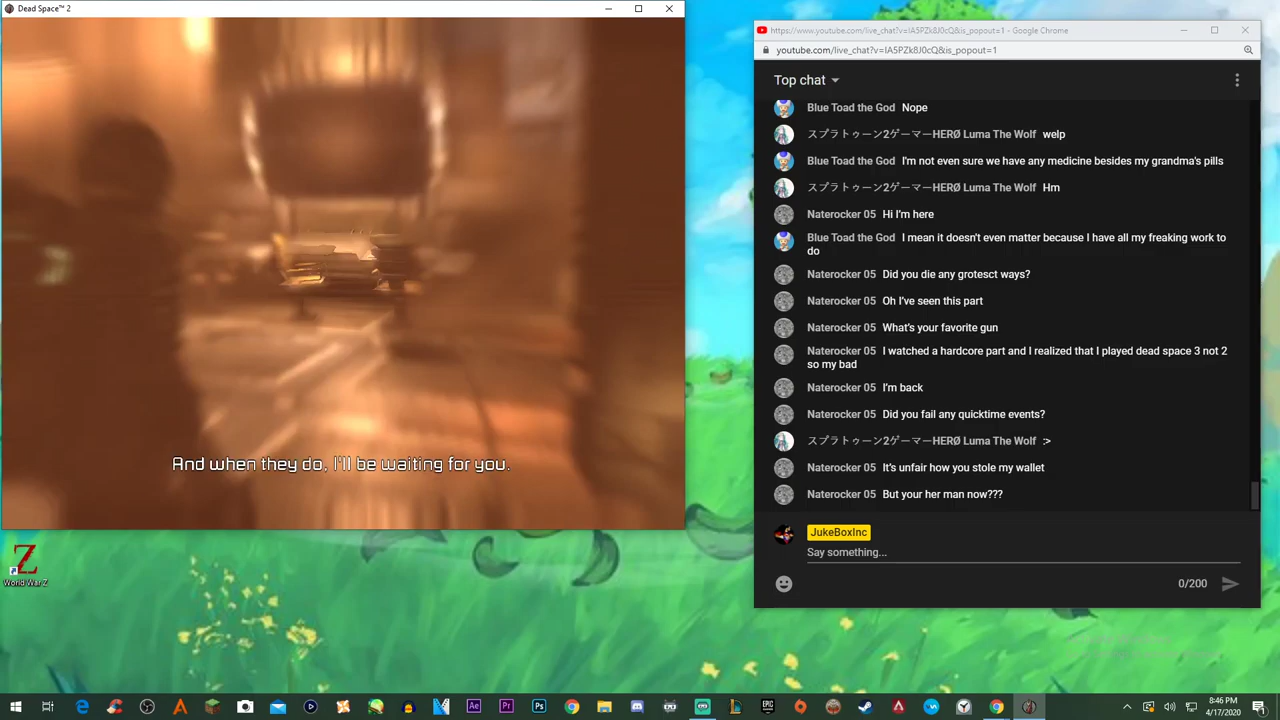 Dead Space™ 2
And when they do, I'll be waiting for you.
World War Z
https://www.youtube.com/live_chat?v=IA5PZk8J0cQ&is_popout=1 - Google Chrome
youtube.com/live_chat?v=IA5PZk8J0cQ&is_popout=1
Top chat
Blue Toad the God Nope
スプラトゥーン2ゲーマーHERØ Luma The Wolf welp
Blue Toad the God I'm not even sure we have any medicine besides my grandma's pills
スプラトゥーン2ゲーマーHERØ Luma The Wolf Hm
Naterocker 05 Hi I'm here
Blue Toad the God I mean it doesn't even matter because I have all my freaking work to
do
Naterocker 05 Did you die any grotesct ways?
Naterocker 05 Oh I've seen this part
Naterocker 05 What's your favorite gun
Naterocker 05 I watched a hardcore part and I realized that I played dead space 3 not 2
so my bad
Naterocker 05 I'm back
Naterocker 05 Did you fail any quicktime events?
スプラトゥーン2ゲーマーHERØ Luma The Wolf :>
Naterocker 05 It's unfair how you stole my wallet
Naterocker 05 But your her man now???
JukeBoxInc
Say something...
0/200
Ae Pr Ps
EPIC
8:46 PM
4/17/2020